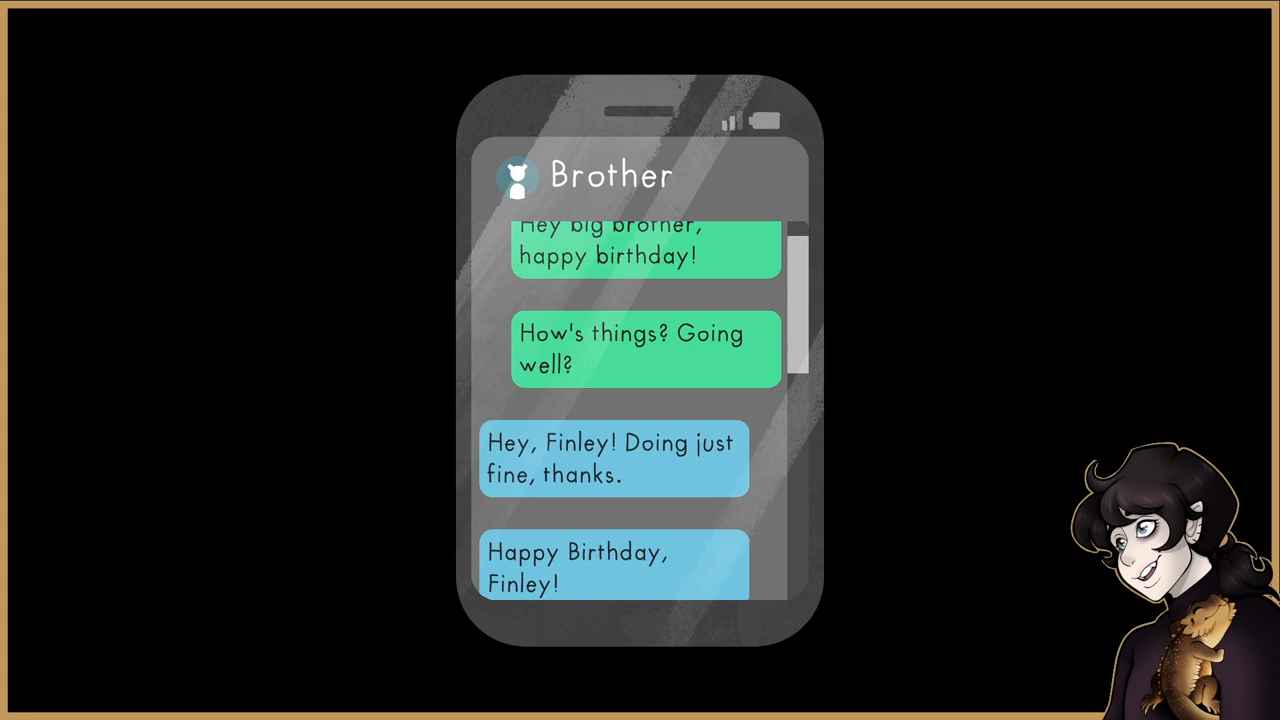 Brother
Hey big brother,
happy birthday!
How's things? Going
well?
Hey, Finley! Doing just
fine, thanks.
Happy Birthday,
Finley!